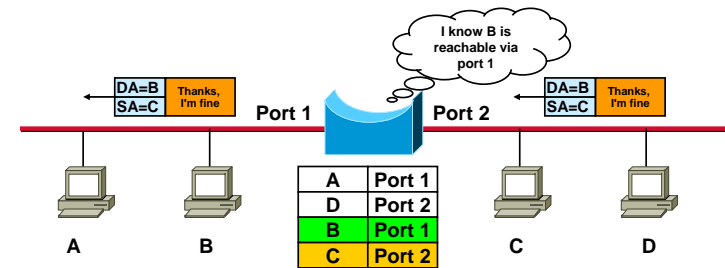 I know B is
reachable via
port 1
DA=B
SA=C
Thanks,
I'm fine
Port 1
Port 2
DA=B
SA=C
Thanks,
I'm fine
A Port 1
D Port 2
B Port 1
C Port 2
A
B
C
D